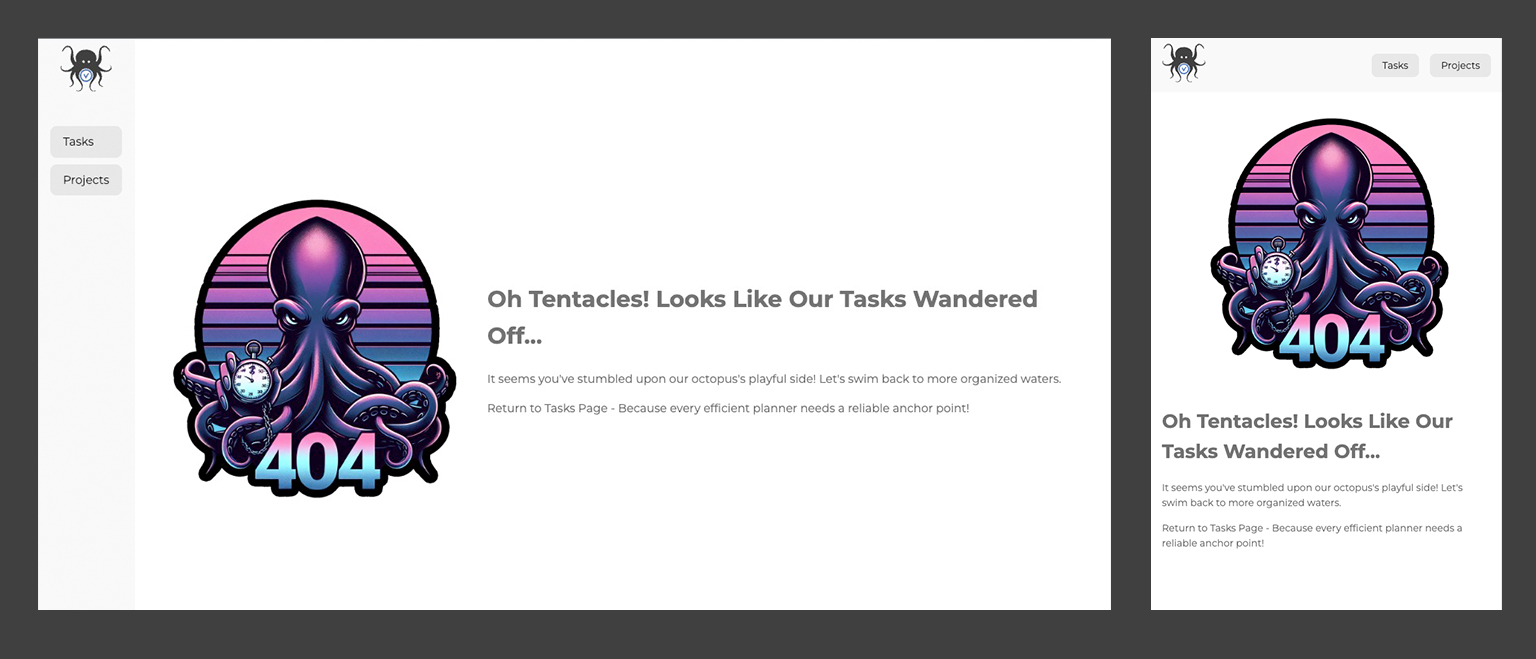 Tasks
Projects
Oh Tentacles! Looks Like Our Tasks Wandered
Off...
It seems you've stumbled upon our octopus's playful side! Let's swim back to more organized waters.
Return to Tasks Page - Because every efficient planner needs a reliable anchor point!
404
Tasks
Projects
404
Oh Tentacles! Looks Like Our
Tasks Wandered Off...
It seems you've stumbled upon our octopus's playful side! Let's
swim back to more organized waters.
Return to Tasks Page - Because every efficient planner needs a
reliable anchor point!